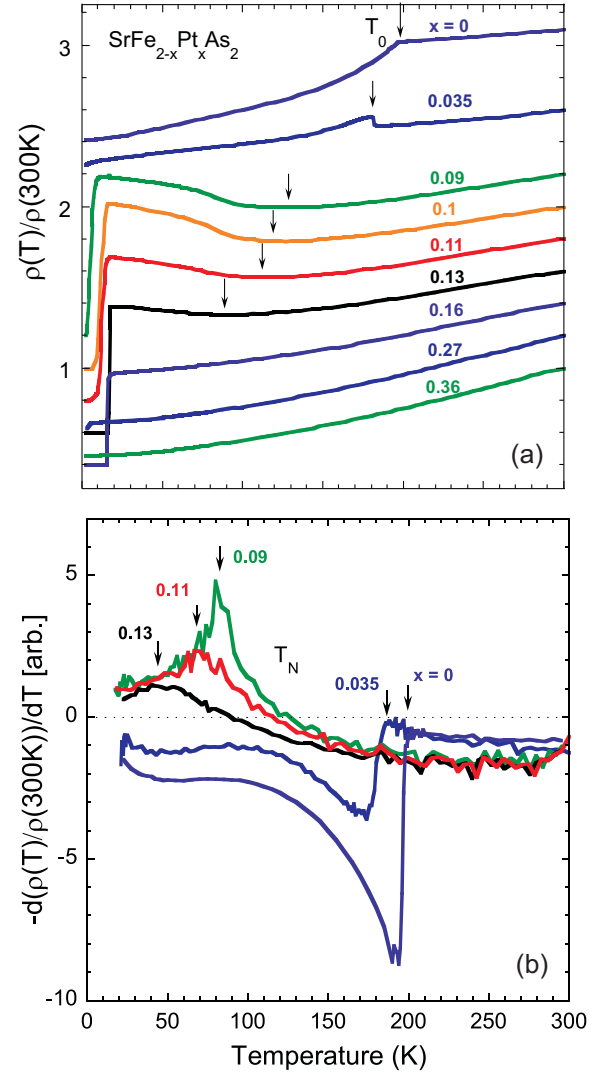 (a)
SrFe2-xPtxAs2
T0
x = 0
0.035
0.09
0.1
0.11
0.13
0.16
0.27
0.36
3
2
1
ρ(T)/ρ(300K)
(b)
0.09
0.11
0.13
TN
0.035
x = 0
5
0
-5
-10
-d(ρ(T)/ρ(300K))/dT [arb.]
0 50 100 150 200 250 300
Temperature (K)